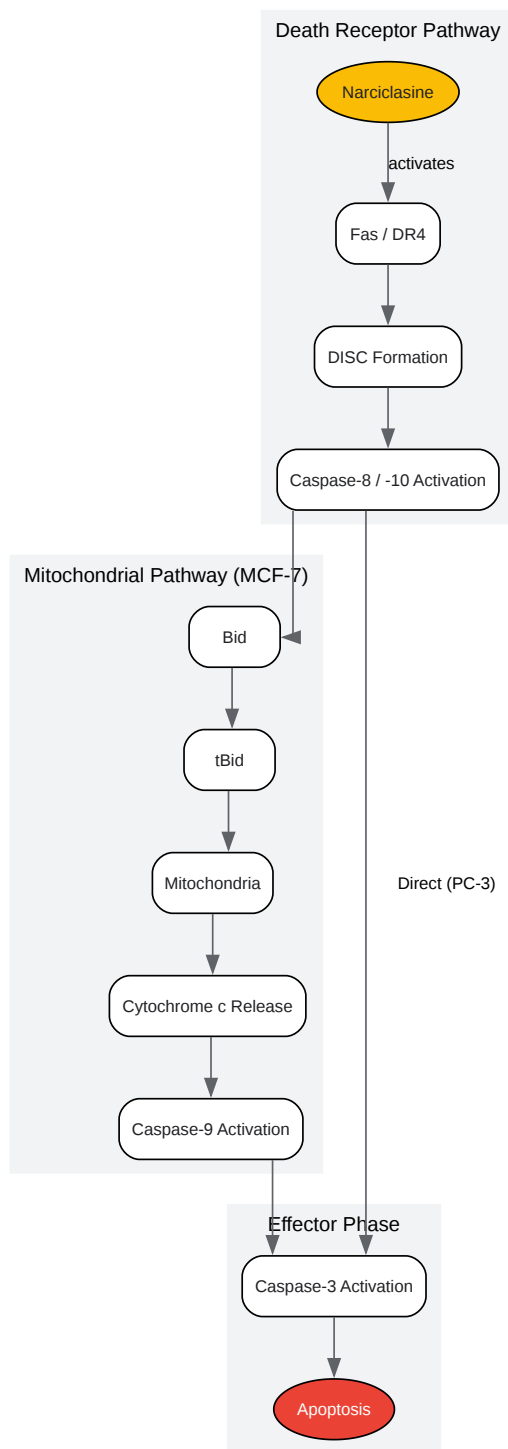 Death Receptor Pathway
Narciclasine
activates
Fas / DR4
DISC Formation
Caspase-8 / -10 Activation
Mitochondrial Pathway (MCF-7)
Bid
tBid
Mitochondria
Direct (PC-3)
Cytochrome c Release
Caspase-9 Activation
Effector Phase
Caspase-3 Activation
Apoptosis